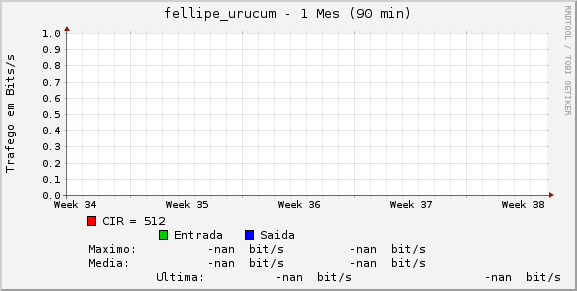 fellipe_urucum - 1 Mes (90 min)
RRDTOOL / TOBI OETIKER
Trafego em Bits/s
1.0
0.9
0.8
0.7
0.6
0.5
0.4
0.3
0.2
0.1
0.0
Week 34 Week 35 Week 36 Week 37 Week 38
CIR = 512
Entrada Saida
Maximo: -nan bit/s -nan bit/s
Media: -nan bit/s -nan bit/s
Ultima: -nan bit/s -nan bit/s